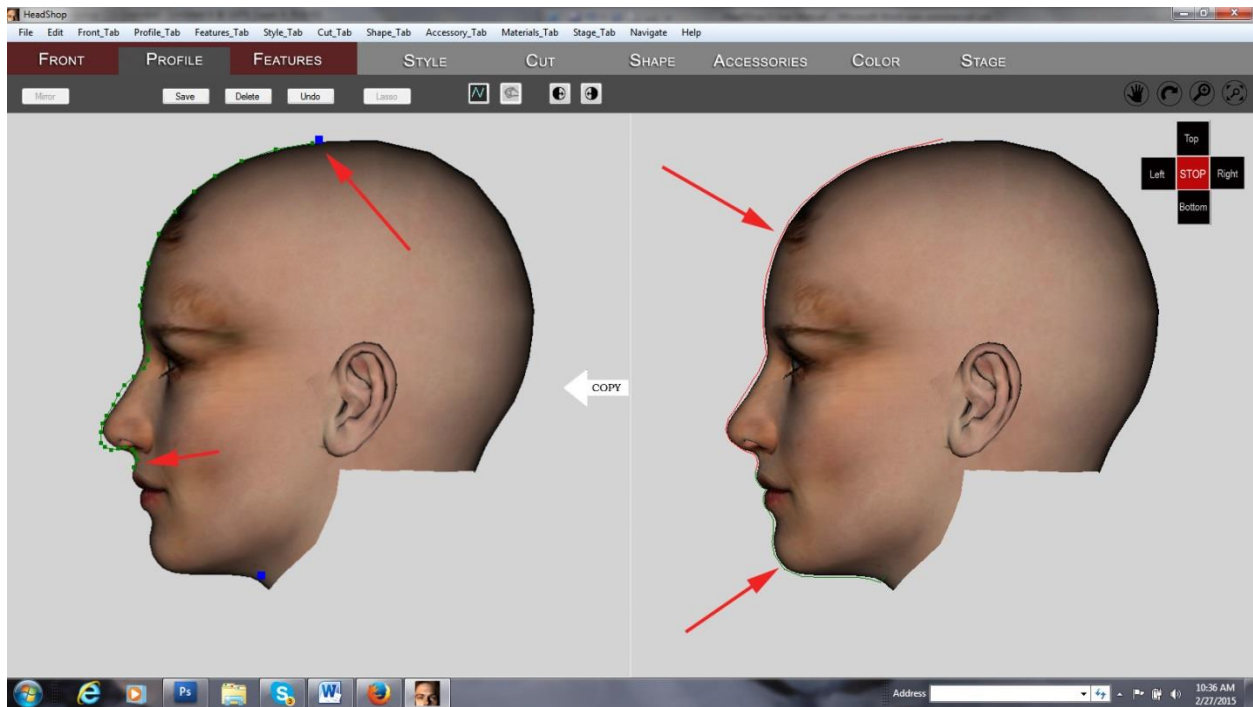 HeadShop
File Edit Front_Tab Profile_Tab Features_Tab Style_Tab Cut_Tab Shape_Tab Accessory_Tab Materials_Tab Stage_Tab Navigate Help
FRONT PROFILE FEATURES STYLE CUT SHAPE ACCESSORIES COLOR STAGE
Mirror Save Delete Undo Lasso
Top
Left STOP Right
Bottom
COPY
Ps S W Address 10:36 AM
2/27/2015